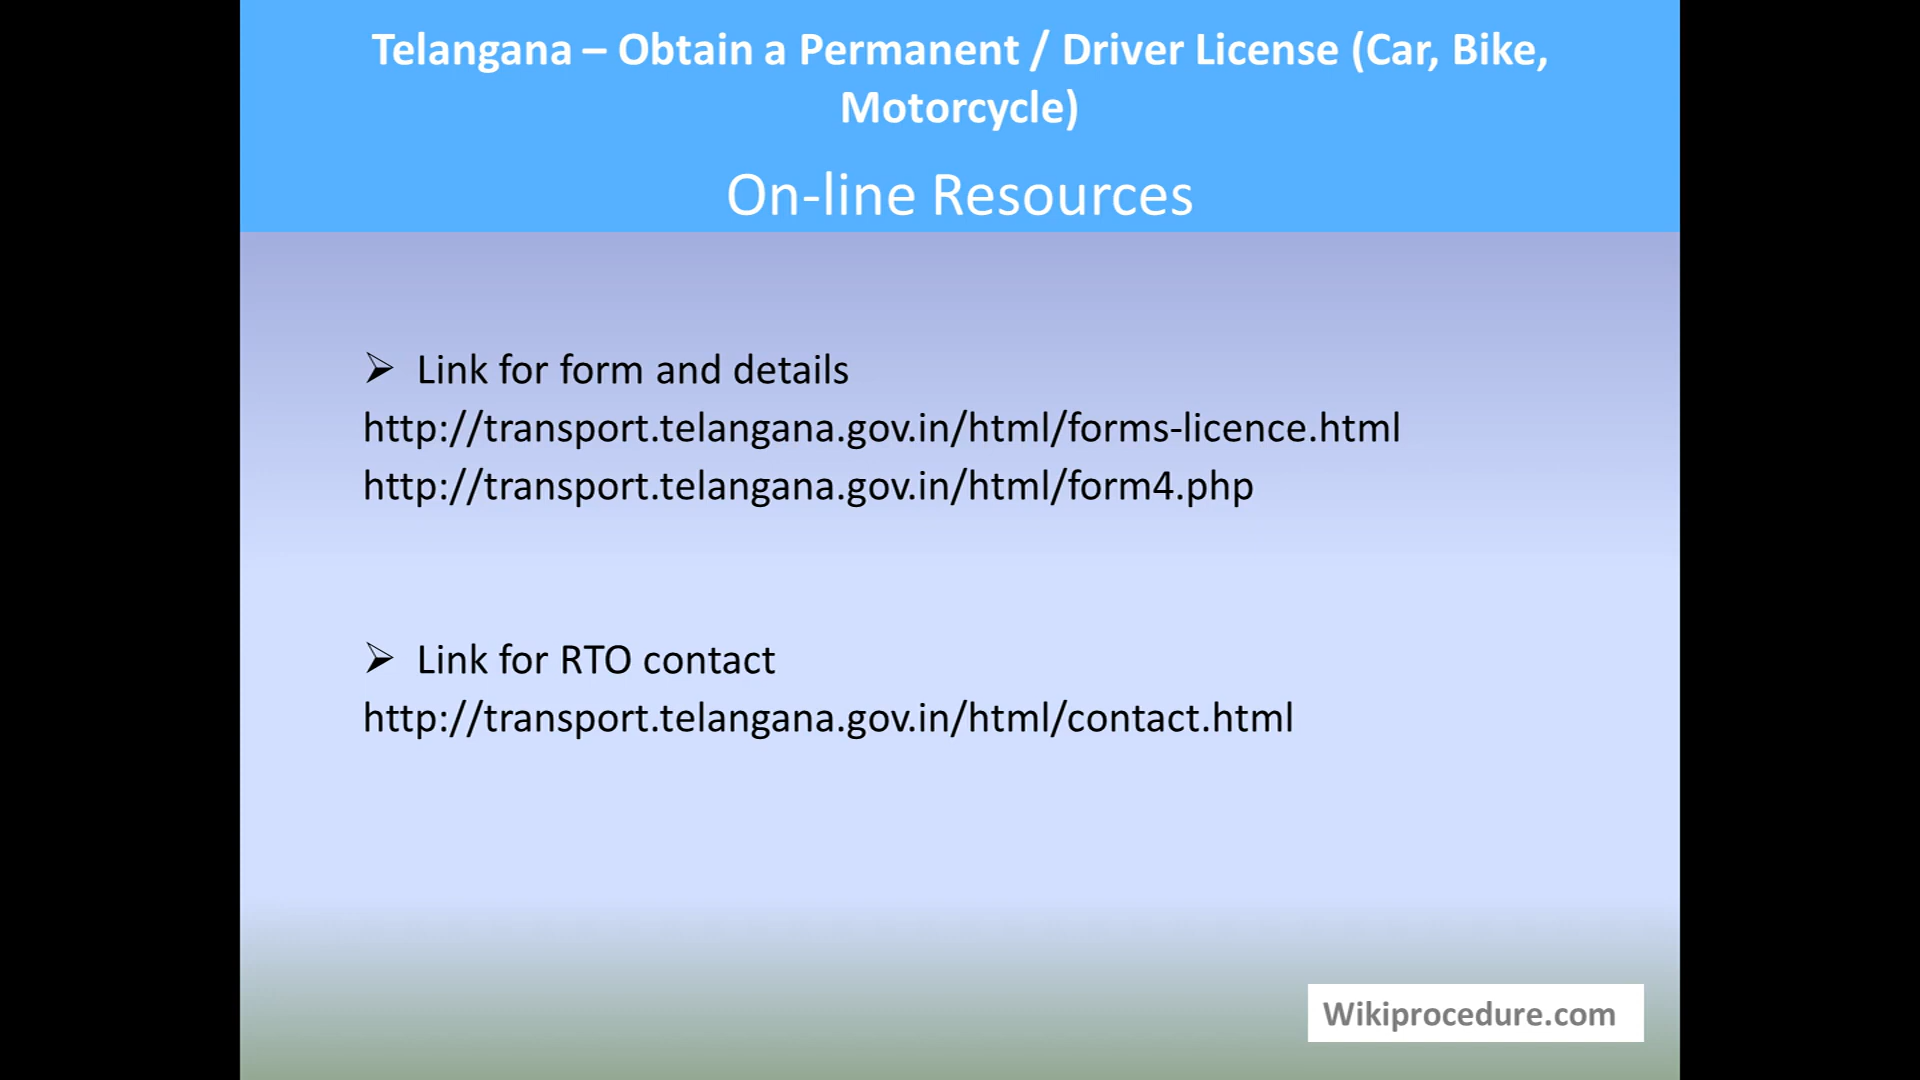 Telangana – Obtain a Permanent / Driver License (Car, Bike,
Motorcycle)
On-line Resources
➢ Link for form and details
http://transport.telangana.gov.in/html/forms-licence.html
http://transport.telangana.gov.in/html/form4.php
➢ Link for RTO contact
http://transport.telangana.gov.in/html/contact.html
Wikiprocedure.com